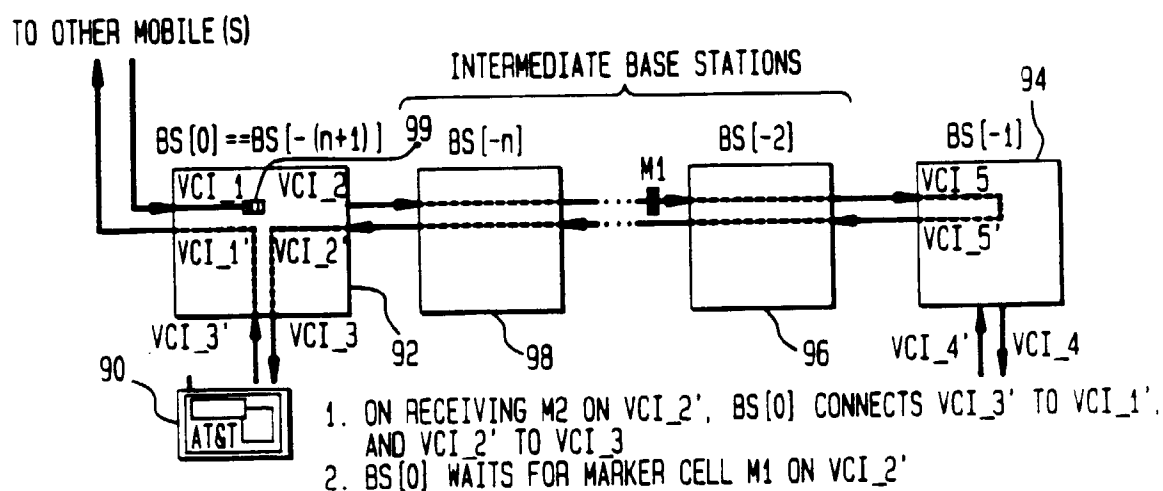 TO OTHER MOBILE(S)
INTERMEDIATE BASE STATIONS
94
BS[0]==BS[-(n+1)]
99
BS[-n]
BS[-2]
BS[-1]
M1
VCI_1
VCI_2
VCI_5
VCI_1'
VCI_2'
VCI_5'
VCI_3'
VCI_3
92
98
96
VCI_4'
VCI_4
90
AT&T
1. ON RECEIVING M2 ON VCI_2', BS[0] CONNECTS VCI_3' TO VCI_1',
AND VCI_2' TO VCI_3
2. BS[0] WAITS FOR MARKER CELL M1 ON VCI_2'